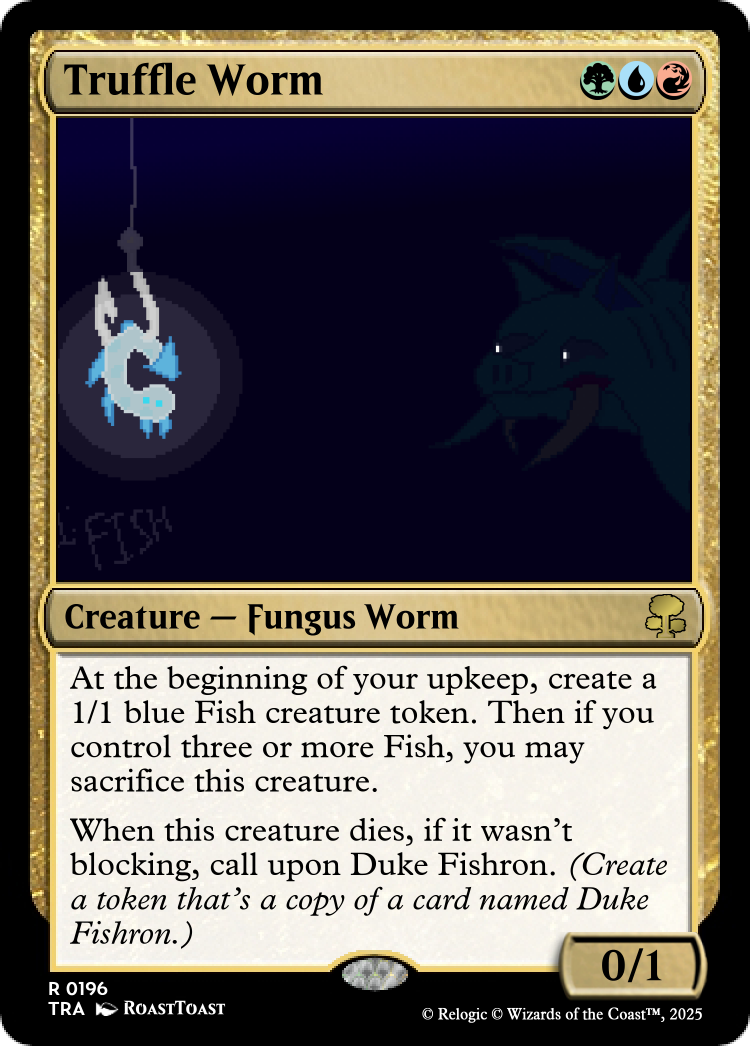 Truffle Worm
FISH
Creature — Fungus Worm
At the beginning of your upkeep, create a
1/1 blue Fish creature token. Then if you
control three or more Fish, you may
sacrifice this creature.
When this creature dies, if it wasn't
blocking, call upon Duke Fishron. (Create
a token that's a copy of a card named Duke
Fishron.)
0/1
R 0196
TRA RoastToast
© Relogic © Wizards of the Coast™, 2025